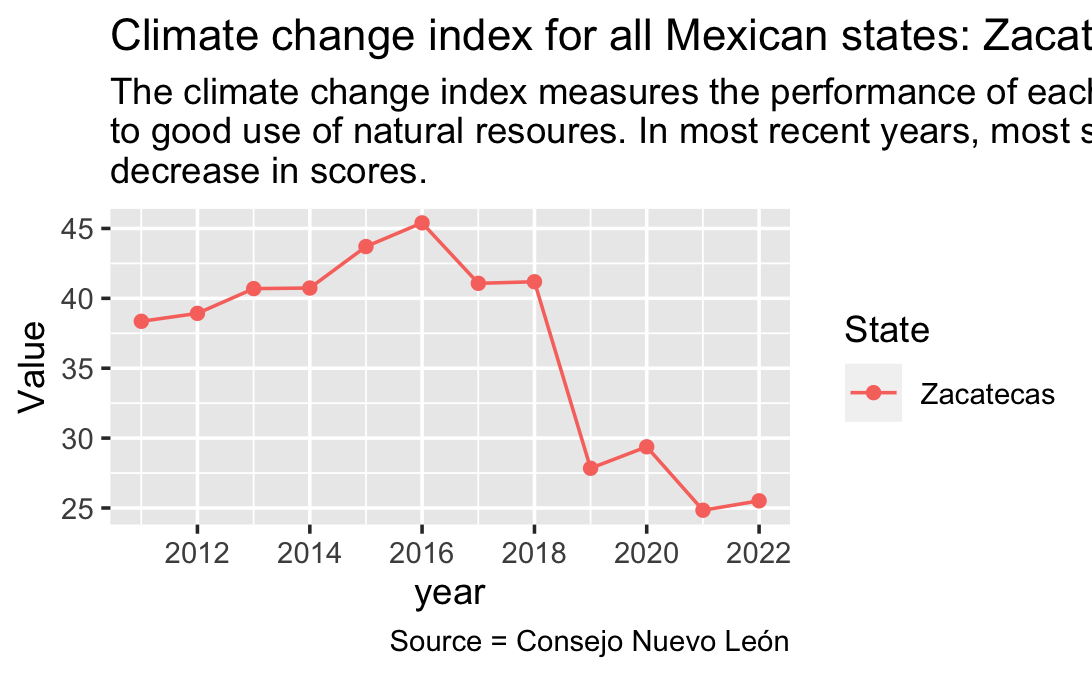 Climate change index for all Mexican states: Zacat
The climate change index measures the performance of each
to good use of natural resoures. In most recent years, most s
decrease in scores.
45
40
35
30
25
Value
2012 2014 2016 2018 2020 2022
year
State
Zacatecas
Source = Consejo Nuevo León